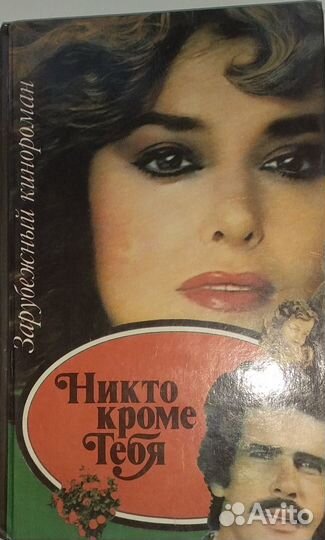 Зарубежный кинороман
Никто
кроме
Тебя
Avito